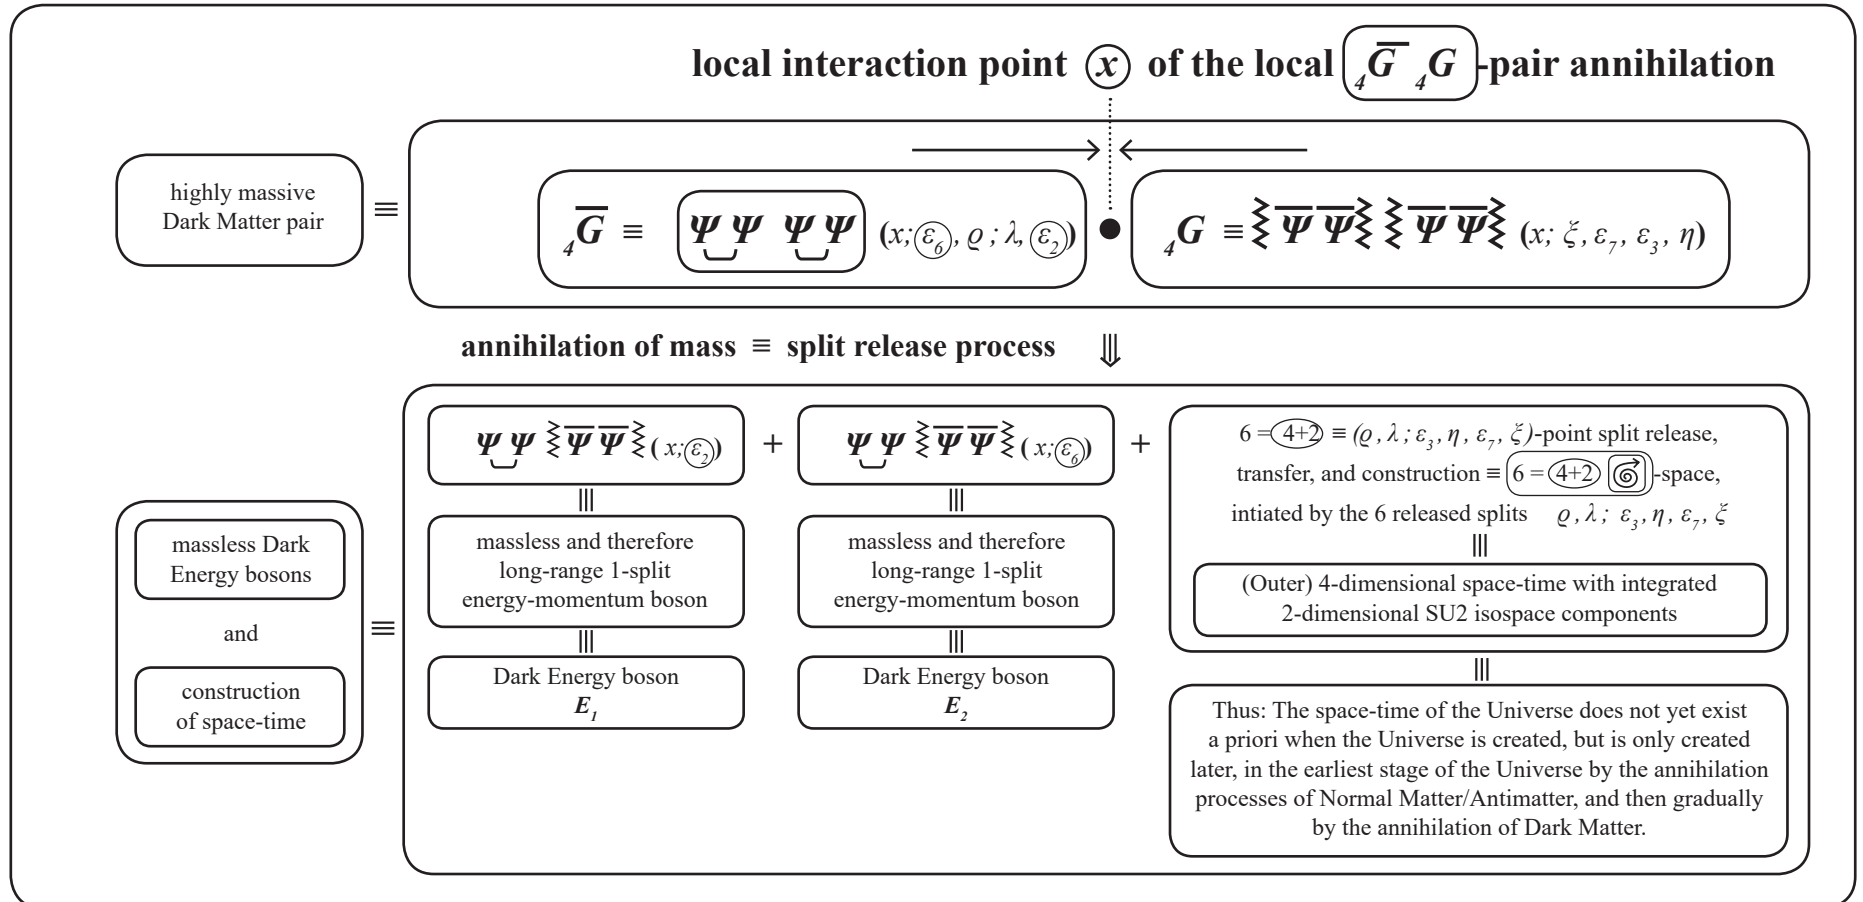 local interaction point x of the local ₄G̅ ₄G -pair annihilation
highly massive
Dark Matter pair
≡
₄G̅ ≡ Ψ Ψ Ψ Ψ (x; ε₆, ϱ ; λ, ε₂)
₄G ≡ Ψ̅ Ψ̅ Ψ̅ Ψ̅ (x; ξ, ε₇, ε₃, η)
annihilation of mass ≡ split release process ⇓
massless Dark
Energy bosons
and
construction
of space-time
≡
Ψ Ψ Ψ̅ Ψ̅ ( x; ε₂)
massless and therefore
long-range 1-split
energy-momentum boson
Dark Energy boson
E₁
+
Ψ Ψ Ψ̅ Ψ̅ ( x; ε₆)
massless and therefore
long-range 1-split
energy-momentum boson
Dark Energy boson
E₂
+
6 = 4+2 ≡ (ϱ , λ ; ε₃, η , ε₇, ξ)-point split release,
transfer, and construction ≡ 6 = 4+2 -space,
intiated by the 6 released splits ϱ , λ ; ε₃, η, ε₇, ξ
(Outer) 4-dimensional space-time with integrated
2-dimensional SU2 isospace components
Thus: The space-time of the Universe does not yet exist
a priori when the Universe is created, but is only created
later, in the earliest stage of the Universe by the annihilation
processes of Normal Matter/Antimatter, and then gradually
by the annihilation of Dark Matter.